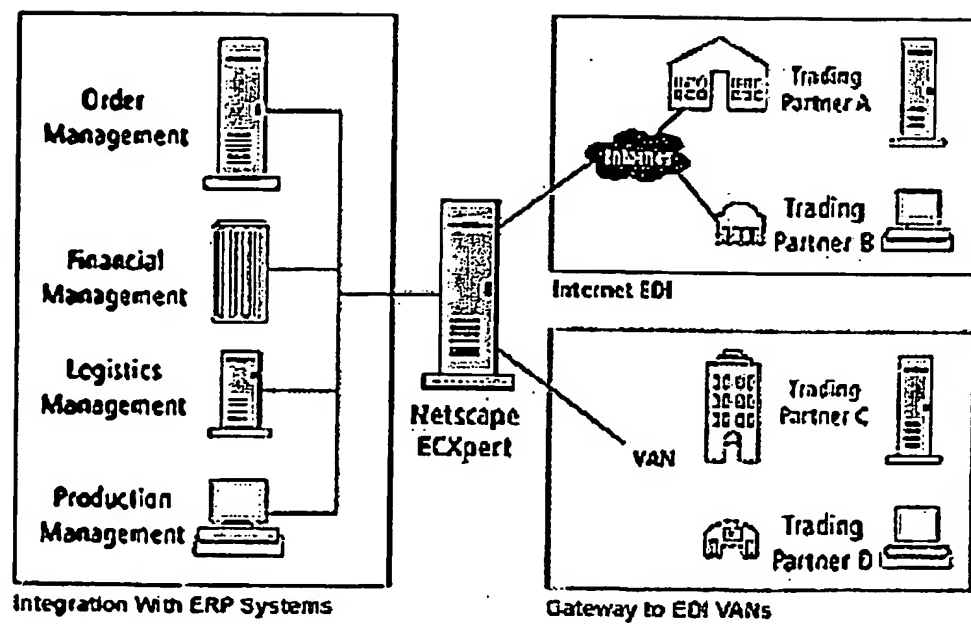 Order
Management
Financial
Management
Logistics
Management
Production
Management
Integration With ERP Systems
Netscape
ECXpert
Internet
Trading
Partner A
Trading
Partner B
Internet EDI
VAN
Trading
Partner C
Trading
Partner D
Gateway to EDI VANs